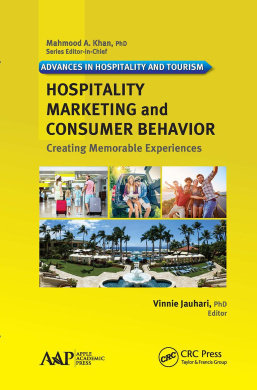 Mahmood A. Khan, PhD
Series Editor-in-Chief
ADVANCES IN HOSPITALITY AND TOURISM
HOSPITALITY
MARKETING and
CONSUMER BEHAVIOR
Creating Memorable Experiences
Vinnie Jauhari, PhD
Editor
AAP
APPLE
ACADEMIC
PRESS
CRC
CRC Press
Taylor & Francis Group